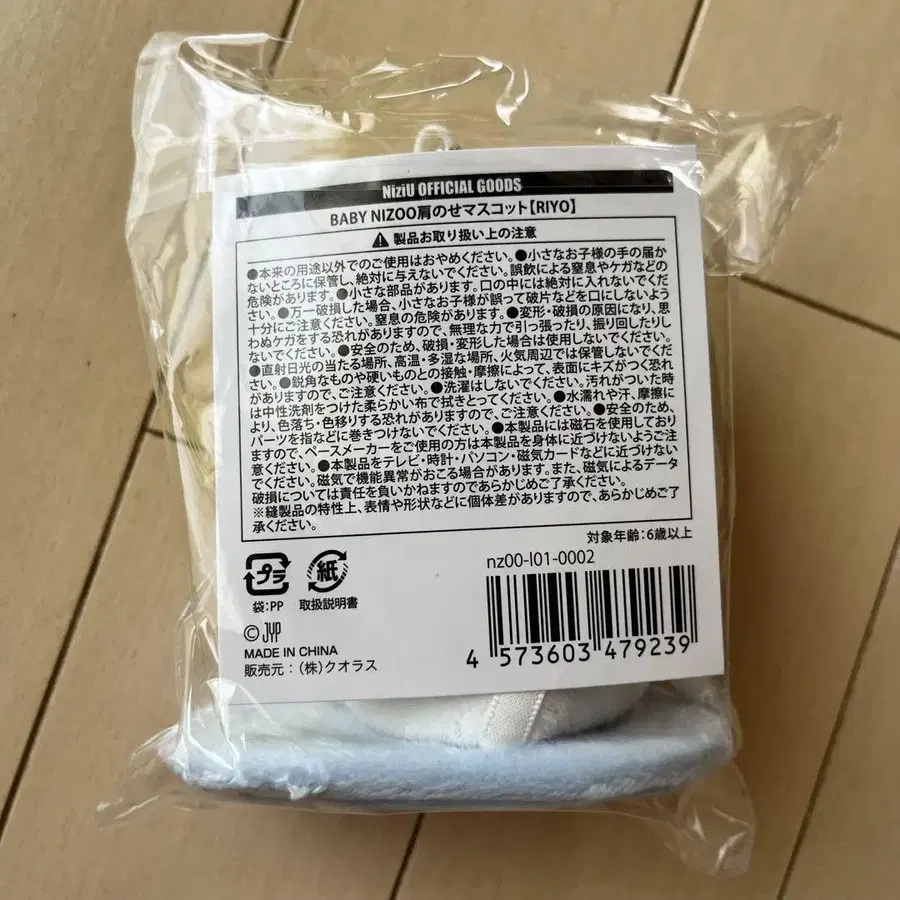 NiziU OFFICIAL GOODS
BABY NIZOO肩のせマスコット【RIYO】
⚠製品お取り扱い上の注意
●本来の用途以外でのご使用はおやめください。●小さなお子様の手の届か
ないところに保管し、絶対に与えないでください。誤飲による窒息やケガなどの
危険があります。●小さな部品があります。口の中には絶対に入れないでくだ
さい。●万一破損した場合、小さなお子様が誤って破片などを口にしないよう
十分にご注意ください。窒息の危険があります。●変形・破損の原因になり、思
わぬケガをする恐れがありますので、無理な力で引っ張ったり、振り回したりし
ないでください。●安全のため、破損・変形した場合は使用しないでください。
●直射日光の当たる場所、高温・多湿な場所、火気周辺では保管しないでくだ
さい。●鋭角なものや硬いものとの接触・摩擦によって、表面にキズがつく恐れ
がありますので、ご注意ください。●洗濯はしないでください。汚れがついた時
は中性洗剤をつけた柔らかい布で拭きとってください。●水濡れや汗、摩擦に
より、色落ち・色移りする恐れがありますので、ご注意ください。●安全のため、
パーツを指などに巻きつけないでください。●本製品には磁石を使用しており
ますので、ペースメーカーをご使用の方は本製品を身体に近づけないようご注
意ください。●本製品をテレビ・時計・パソコン・磁気カードなどに近づけない
でください。磁気で機能異常がおこる場合があります。また、磁気によるデータ
破損については責任を負いかねますのであらかじめご了承ください。
※縫製品の特性上、表情や形状などに個体差がありますので、あらかじめご了
承ください。
対象年齢:6歳以上
nz00-l01-0002
プラ
紙
袋:PP
取扱説明書
© JYP
MADE IN CHINA
販売元：(株)クオラス
4 573603 479239